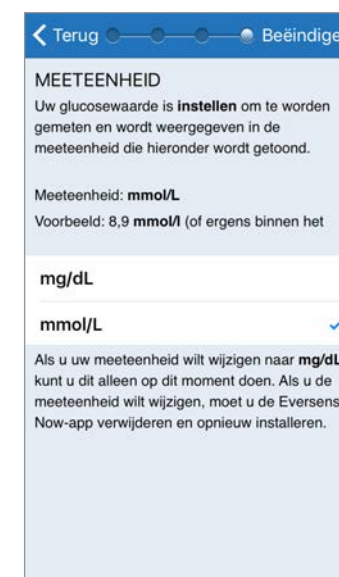 Terug Beëindige
MEETEENHEID
Uw glucosewaarde is instellen om te worden
gemeten en wordt weergegeven in de
meeteenheid die hieronder wordt getoond.
Meeteenheid: mmol/L
Voorbeeld: 8,9 mmol/l (of ergens binnen het
mg/dL
mmol/L
Als u uw meeteenheid wilt wijzigen naar mg/dL
kunt u dit alleen op dit moment doen. Als u de
meeteenheid wilt wijzigen, moet u de Eversens
Now-app verwijderen en opnieuw installeren.